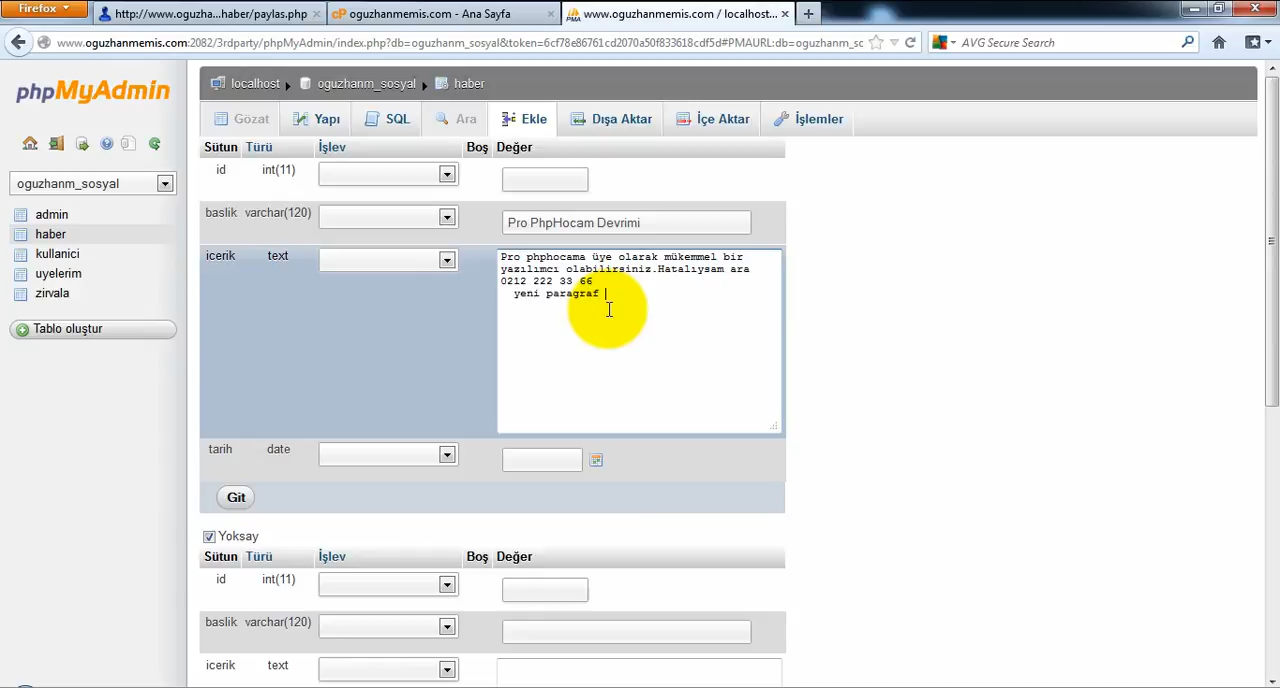 Firefox
http://www.oguzha...haber/paylas.php
cP oguzhanmemis.com - Ana Sayfa
PMA www.oguzhanmemis.com / localhost...
www.oguzhanmemis.com:2082/3rdparty/phpMyAdmin/index.php?db=oguzhanm_sosyal&token=6cf78e86761cd2070a50f833618cdf5d#PMAURL:db=oguzhanm_sc
AVG Secure Search
phpMyAdmin
localhost oguzhanm_sosyal haber
Gözat Yapı SQL Ara Ekle Dışa Aktar İçe Aktar İşlemler
oguzhanm_sosyal
admin
haber
kullanici
uyelerim
zirvala
Tablo oluştur
Sütun Türü İşlev Boş Değer
id int(11)
baslik varchar(120) Pro PhpHocam Devrimi
icerik text
Pro phphocama üye olarak mükemmel bir
yazılımcı olabilirsiniz.Hatalıysam ara
0212 222 33 66
yeni paragraf
tarih date
Git
Yoksay
Sütun Türü İşlev Boş Değer
id int(11)
baslik varchar(120)
icerik text